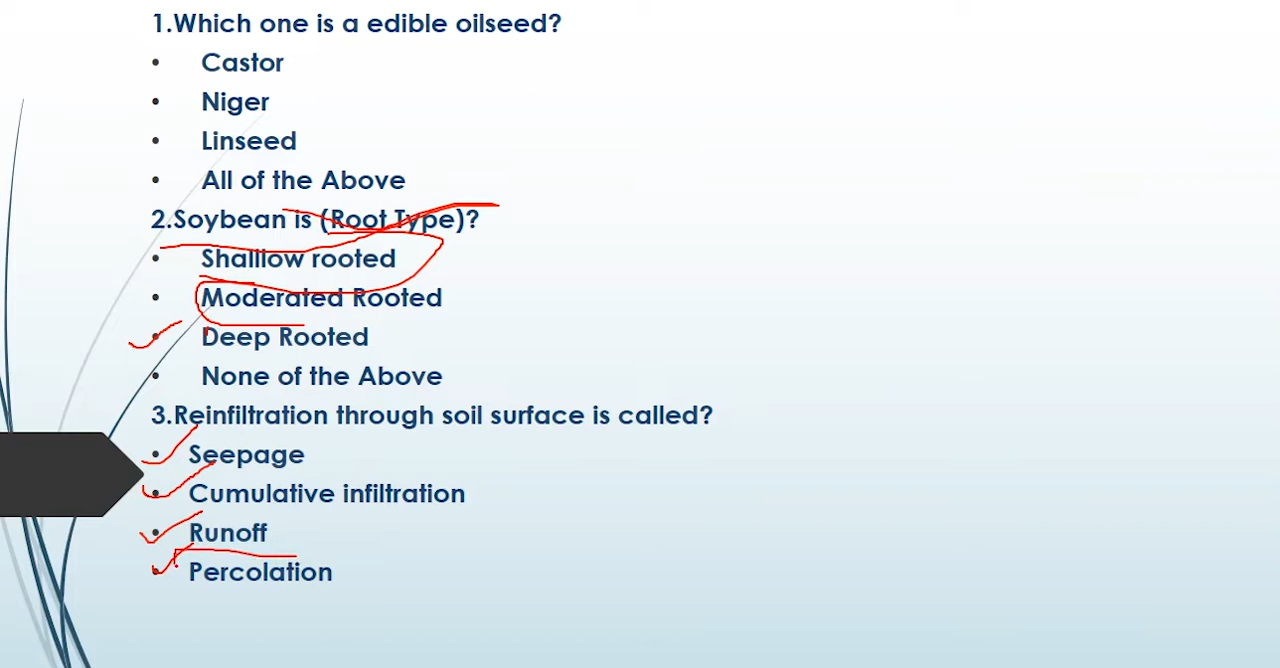 1.Which one is a edible oilseed?
• Castor
• Niger
• Linseed
• All of the Above
2.Soybean is (Root Type)?
• Shalllow rooted
• Moderated Rooted
• Deep Rooted
• None of the Above
3.Reinfiltration through soil surface is called?
• Seepage
• Cumulative infiltration
• Runoff
• Percolation